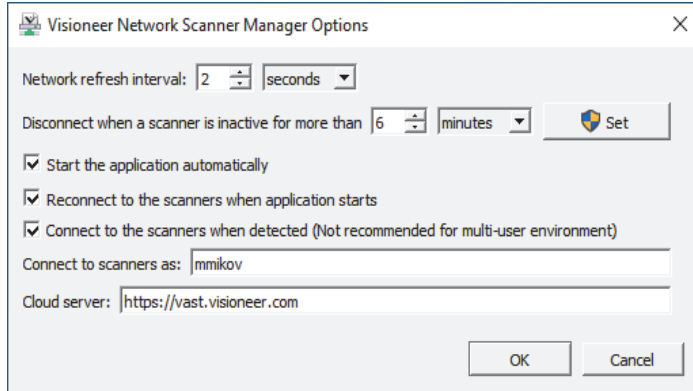 Visioneer Network Scanner Manager Options
Network refresh interval: 2 seconds
Disconnect when a scanner is inactive for more than 6 minutes Set
Start the application automatically
Reconnect to the scanners when application starts
Connect to the scanners when detected (Not recommended for multi-user environment)
Connect to scanners as: mmikov
Cloud server: https://vast.visioneer.com
OK Cancel